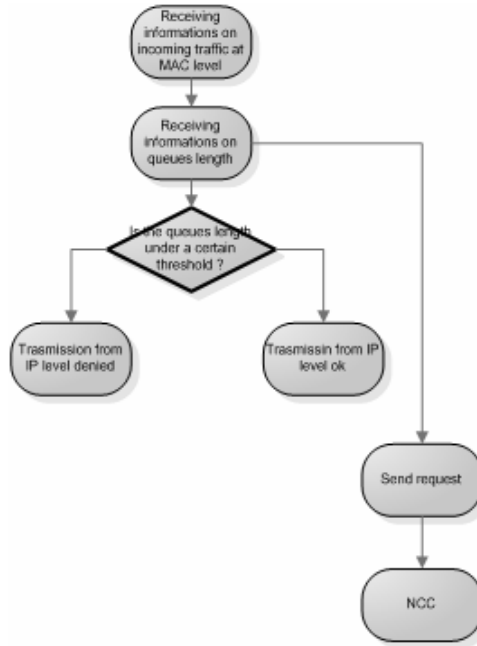 Receiving
informations on
incoming traffic at
MAC level
Receiving
informations on
queues length
Is the queues length
under a certain
threshold ?
Trasmission from
IP level denied
Trasmissin from IP
level ok
Send request
NCC